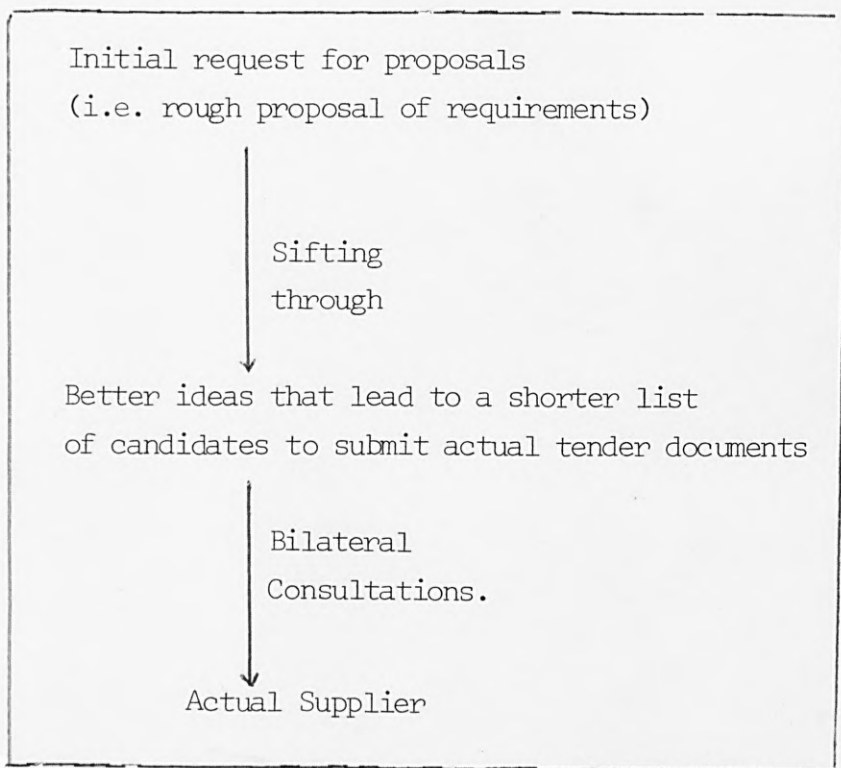 Initial request for proposals
(i.e. rough proposal of requirements)
Sifting
through
Better ideas that lead to a shorter list
of candidates to submit actual tender documents
Bilateral
Consultations.
Actual Supplier